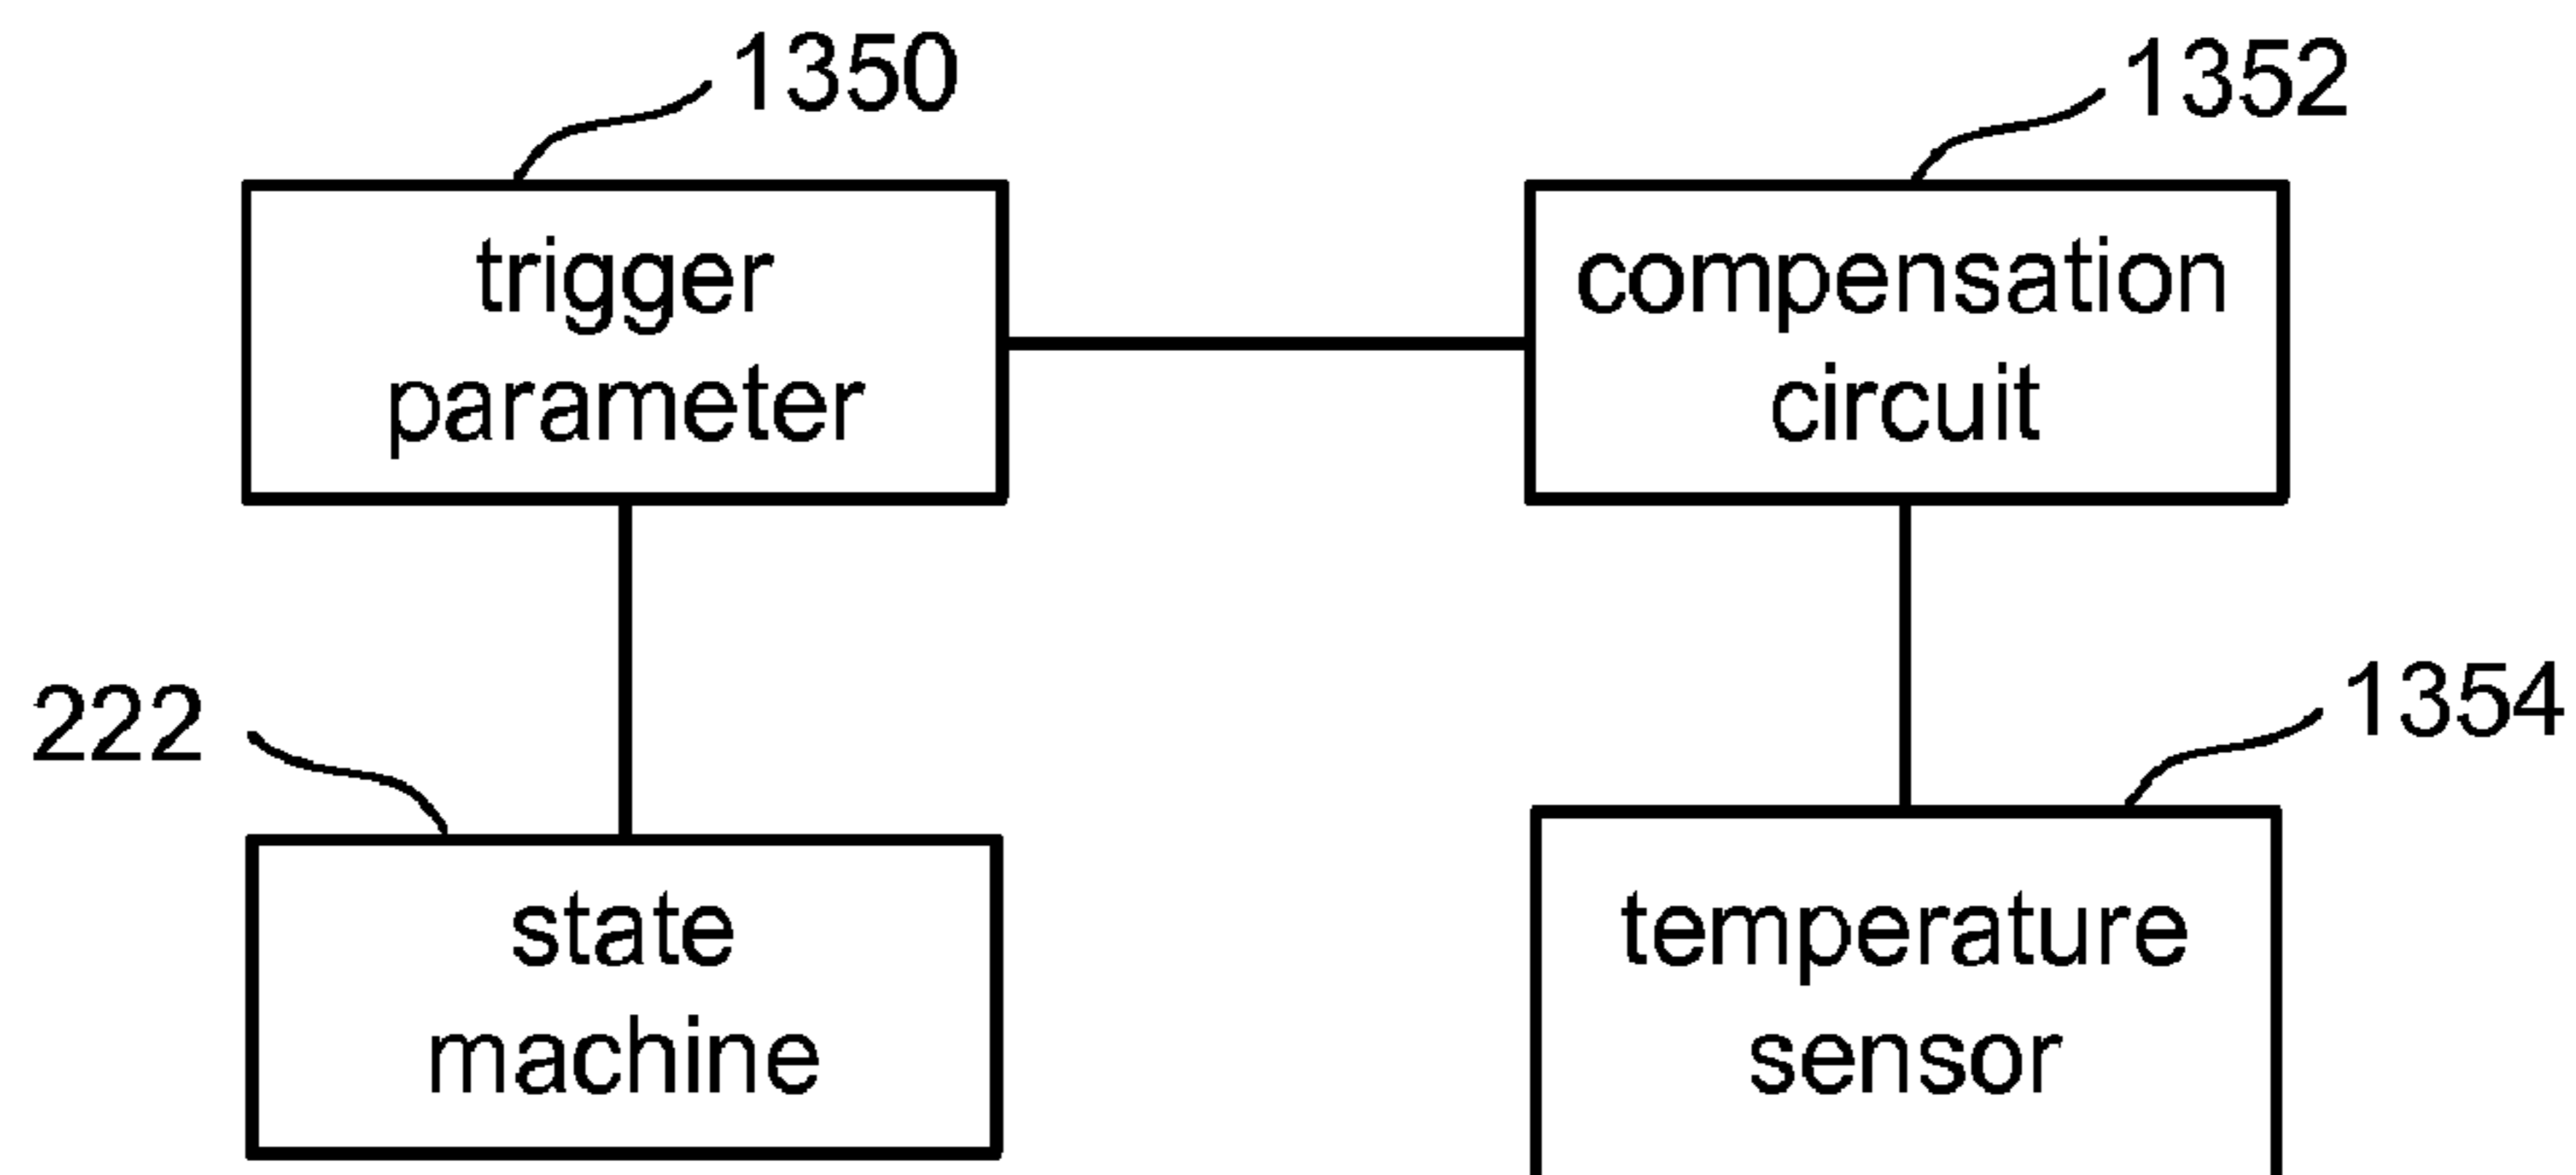 1350
1352
trigger
parameter
compensation
circuit
222
1354
state
machine
temperature
sensor